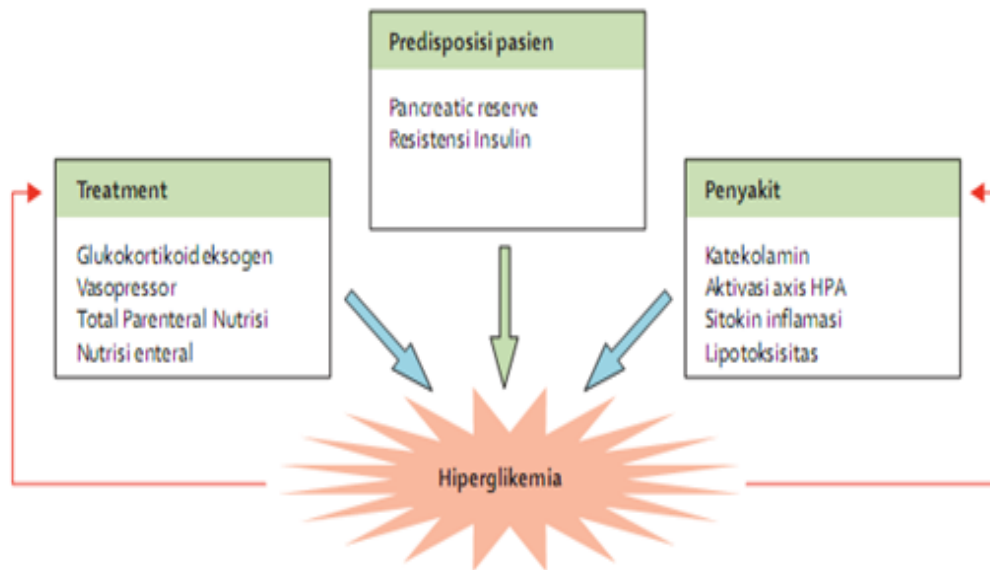 Predisposisi pasien
Pancreatic reserve
Resistensi Insulin
Treatment
Glukokortikoid eksogen
Vasopressor
Total Parenteral Nutrisi
Nutrisi enteral
Penyakit
Katekolamin
Aktivasi axis HPA
Sitokin inflamasi
Lipotoksisitas
Hiperglikemia